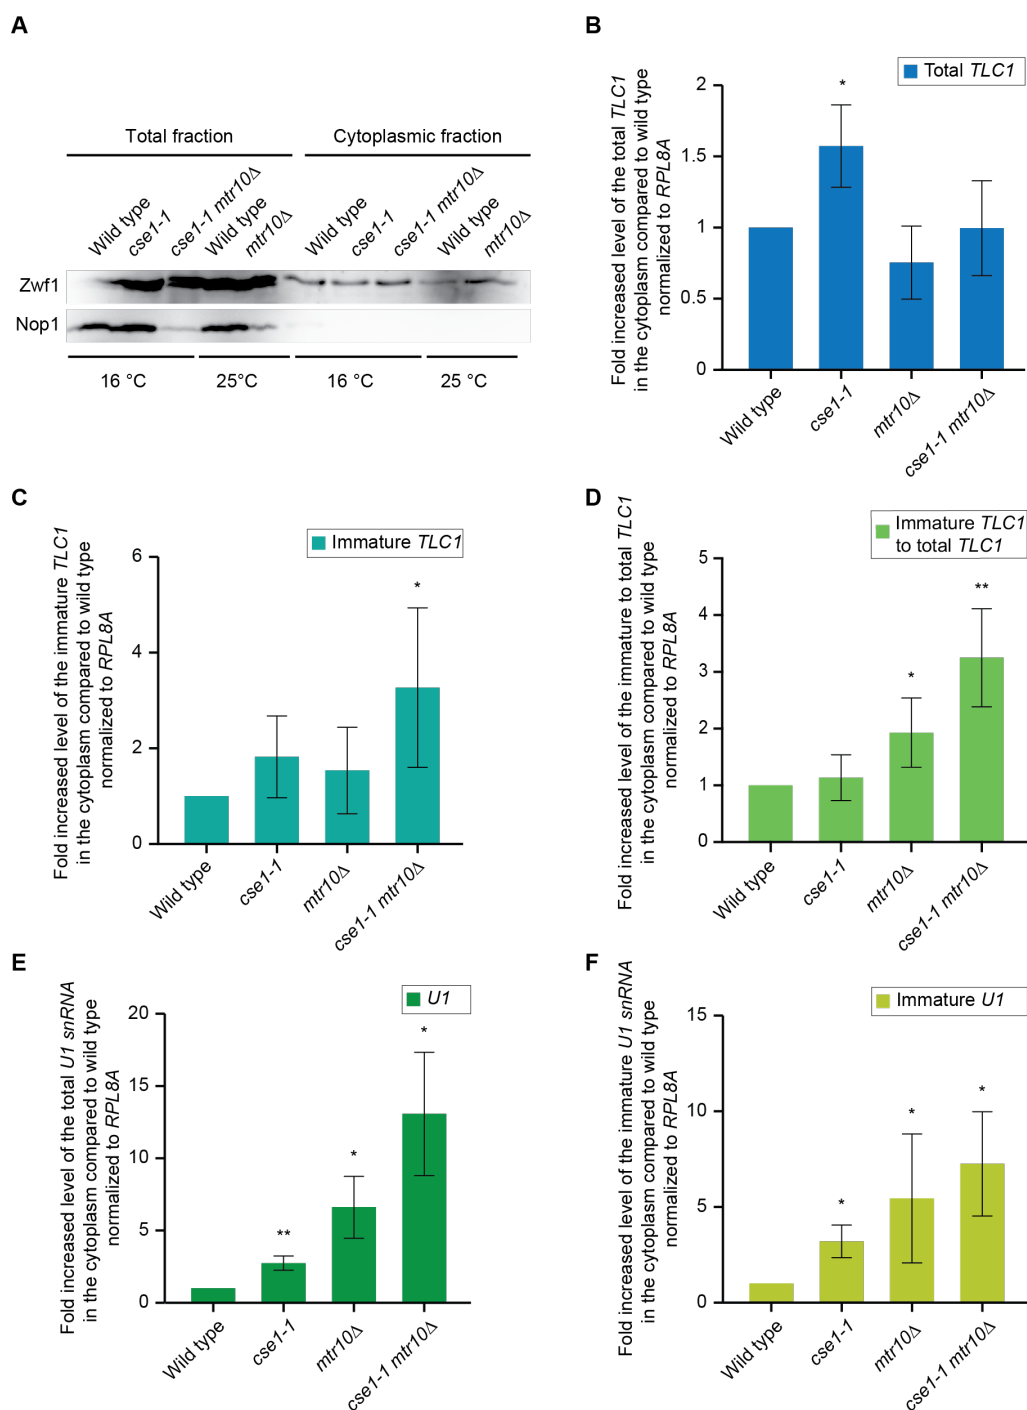 A
Total fraction
Cytoplasmic fraction
Wild type
cse1-1
cse1-1 mtr10Δ
Wild type
mtr10Δ
Wild type
cse1-1
cse1-1 mtr10Δ
Wild type
mtr10Δ
Zwf1
Nop1
16 °C
25°C
16 °C
25 °C
B
Total TLC1
Fold increased level of the total TLC1
in the cytoplasm compared to wild type
normalized to RPL8A
2
1.5
1
0.5
0
*
Wild type
cse1-1
mtr10Δ
cse1-1 mtr10Δ
C
Immature TLC1
Fold increased level of the immature TLC1
in the cytoplasm compared to wild type
normalized to RPL8A
6
4
2
0
*
Wild type
cse1-1
mtr10Δ
cse1-1 mtr10Δ
D
Immature TLC1
to total TLC1
Fold increased level of the immature to total TLC1
in the cytoplasm compared to wild type
normalized to RPL8A
5
4
3
2
1
0
*
**
Wild type
cse1-1
mtr10Δ
cse1-1 mtr10Δ
E
U1
Fold increased level of the total U1 snRNA
in the cytoplasm compared to wild type
normalized to RPL8A
20
15
10
5
0
**
*
*
Wild type
cse1-1
mtr10Δ
cse1-1 mtr10Δ
F
Immature U1
Fold increased level of the immature U1 snRNA
in the cytoplasm compared to wild type
normalized to RPL8A
15
10
5
0
*
*
*
Wild type
cse1-1
mtr10Δ
cse1-1 mtr10Δ